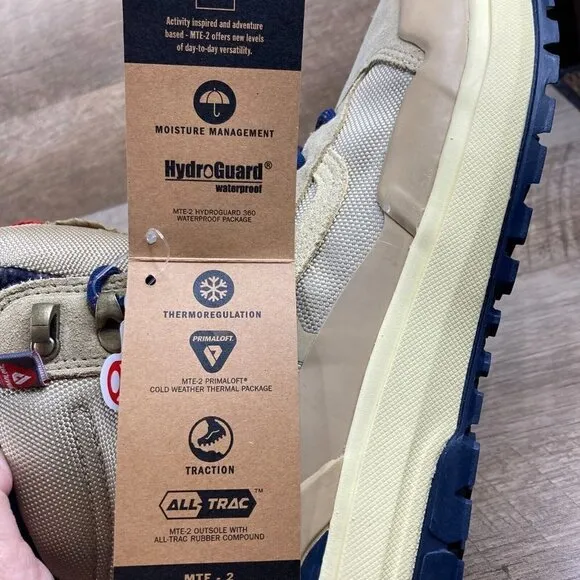 Activity inspired and adventure
based - MTE-2 offers new levels
of day-to-day versatility.
MOISTURE MANAGEMENT
HydroGuard®
waterproof
MTE-2 HYDROGUARD 360
WATERPROOF PACKAGE
THERMOREGULATION
PRIMALOFT®
MTE-2 PRIMALOFT®
COLD WEATHER THERMAL PACKAGE
TRACTION
ALL-TRAC™
MTE-2 OUTSOLE WITH
ALL-TRAC RUBBER COMPOUND
MTE - 2